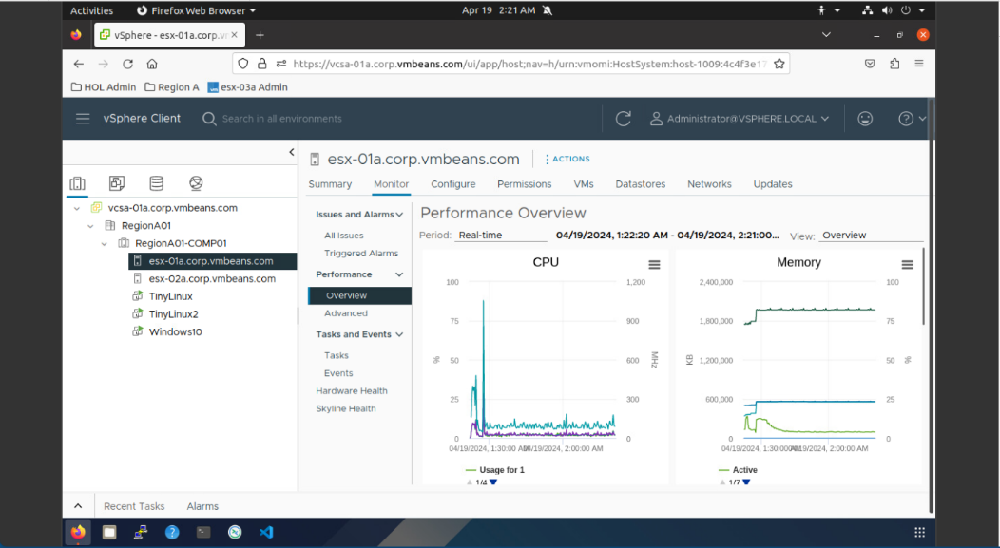 Activities Firefox Web Browser Apr 19 2:21 AM
vSphere - esx-01a.corp.vr × +
https://vcsa-01a.corp.vmbeans.com/ui/app/host;nav=h/urn:vmomi:HostSystem:host-1009:4c4f3e17
HOL Admin Region A esx-03a Admin
vSphere Client Search in all environments Administrator@VSPHERE.LOCAL
esx-01a.corp.vmbeans.com ACTIONS
Summary Monitor Configure Permissions VMs Datastores Networks Updates
vcsa-01a.corp.vmbeans.com
RegionA01
RegionA01-COMP01
esx-01a.corp.vmbeans.com
esx-02a.corp.vmbeans.com
TinyLinux
TinyLinux2
Windows10
Issues and Alarms
All Issues
Triggered Alarms
Performance
Overview
Advanced
Tasks and Events
Tasks
Events
Hardware Health
Skyline Health
Performance Overview
Period: Real-time 04/19/2024, 1:22:20 AM - 04/19/2024, 2:21:00... View: Overview
CPU
100 1,200
75 900
% 50 600 MHz
25 300
0 0
04/19/2024, 1:30:00 AM 04/19/2024, 2:00:00 AM
Usage for 1
1/4
Memory
2,400,000 100
1,800,000 75
KB 1,200,000 50 %
600,000 25
0 0
04/19/2024, 1:30:00 04/19/2024, 2:00:00 AM
Active
1/7
Recent Tasks Alarms